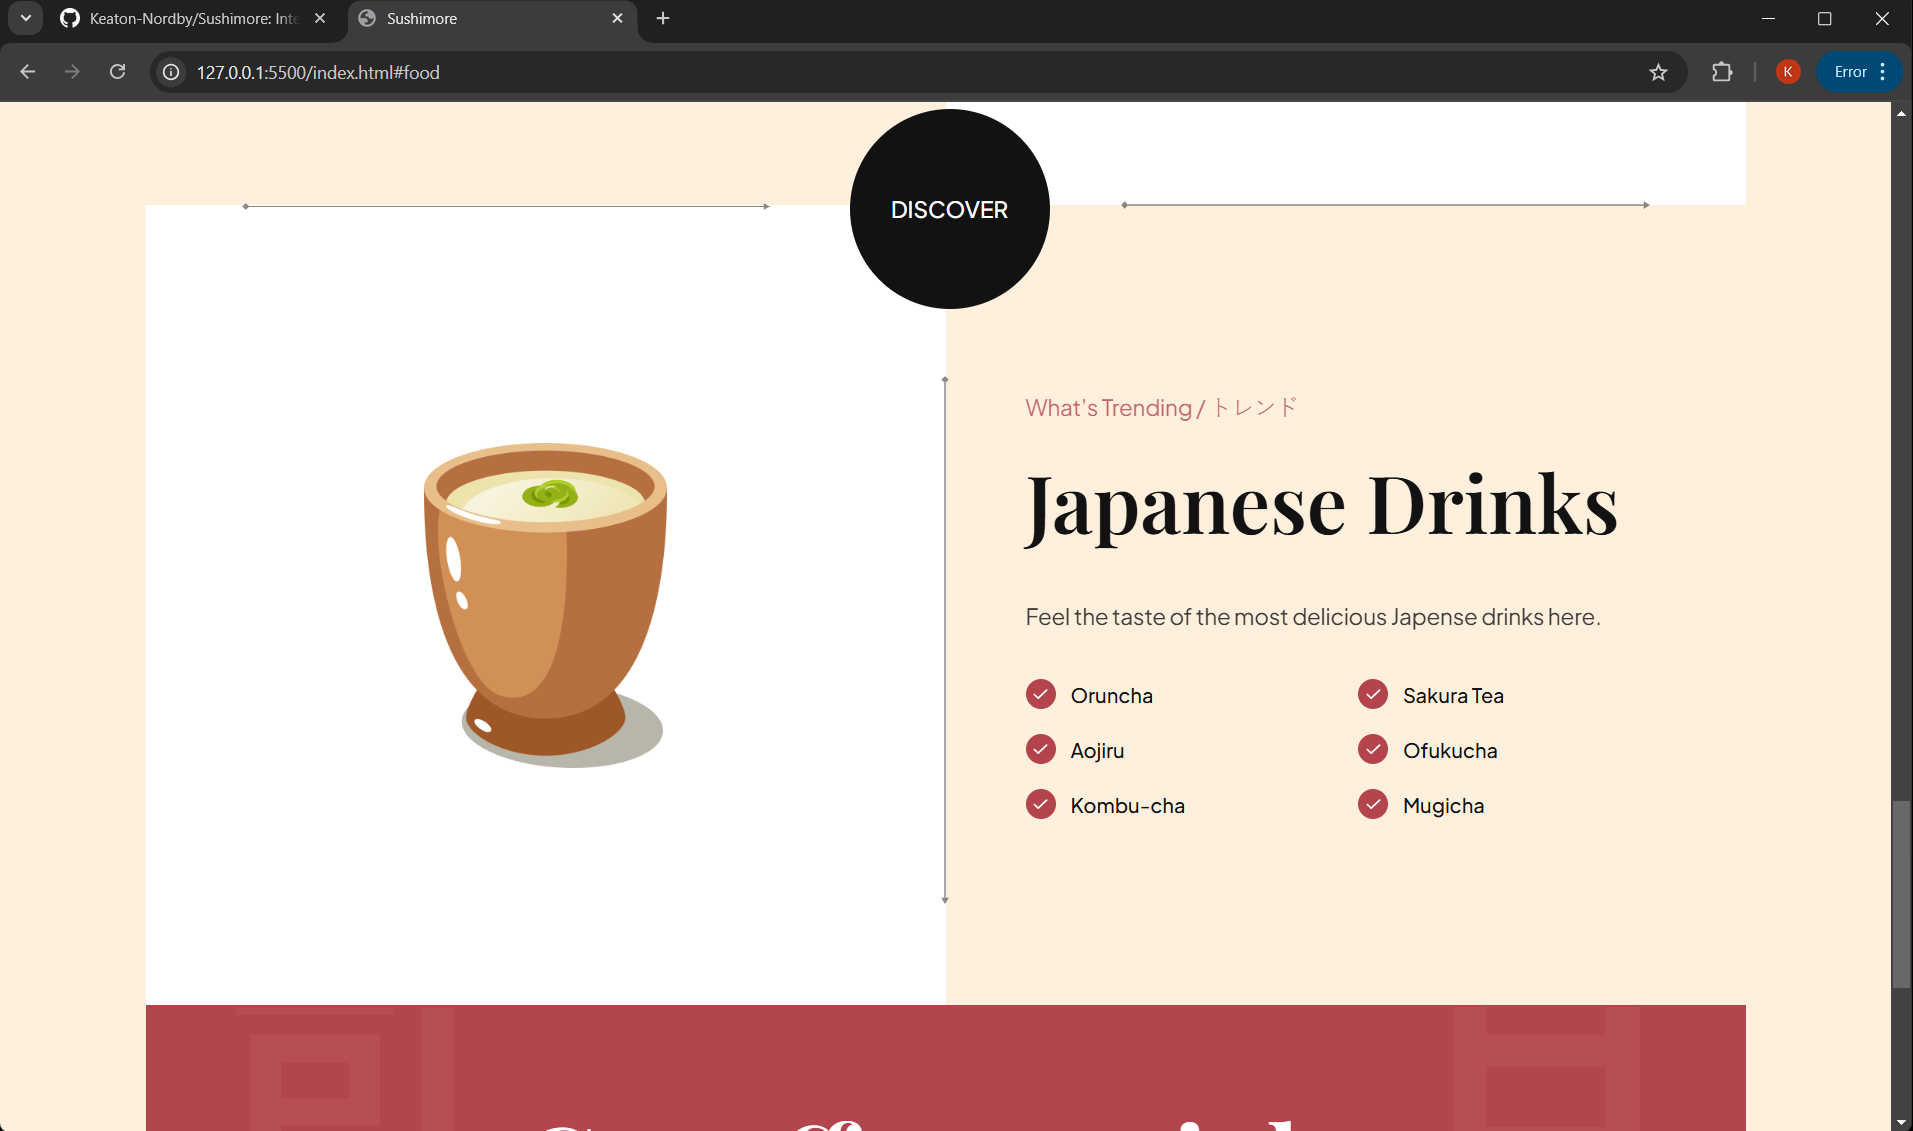 Keaton-Nordby/Sushimore: Inte
Sushimore
127.0.0.1:5500/index.html#food
K
Error
DISCOVER
What's Trending / トレンド
Japanese Drinks
Feel the taste of the most delicious Japense drinks here.
Oruncha
Sakura Tea
Aojiru
Ofukucha
Kombu-cha
Mugicha